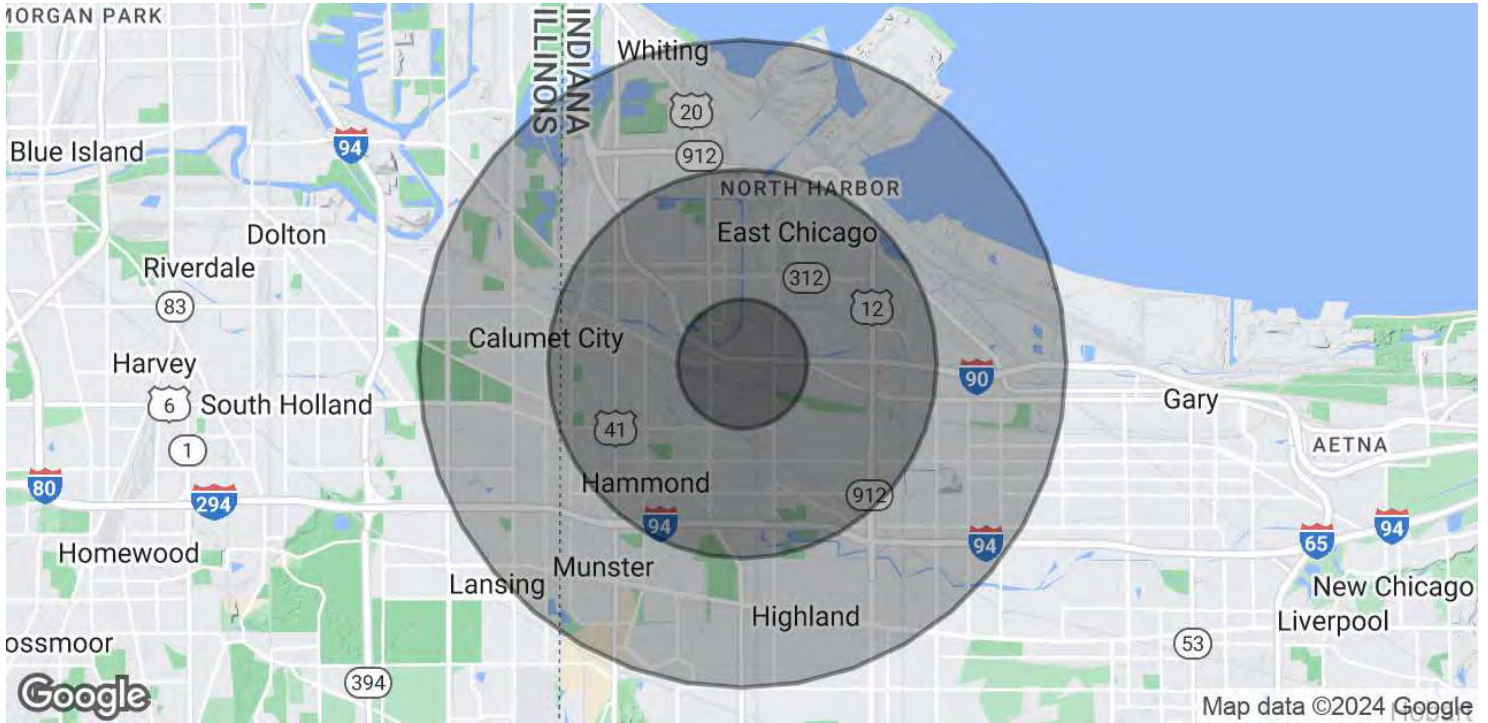 MORGAN PARK
INDIANA
ILLINOIS
Whiting
20
94
Blue Island
912
NORTH HARBOR
Dolton
East Chicago
Riverdale
312
83
12
Calumet City
Harvey
90
6
South Holland
Gary
41
1
AETNA
Hammond
80
294
912
94
94
65
94
Homewood
Lansing
Munster
New Chicago
Highland
Liverpool
ossmoor
53
394
Google
Map data ©2024 Google